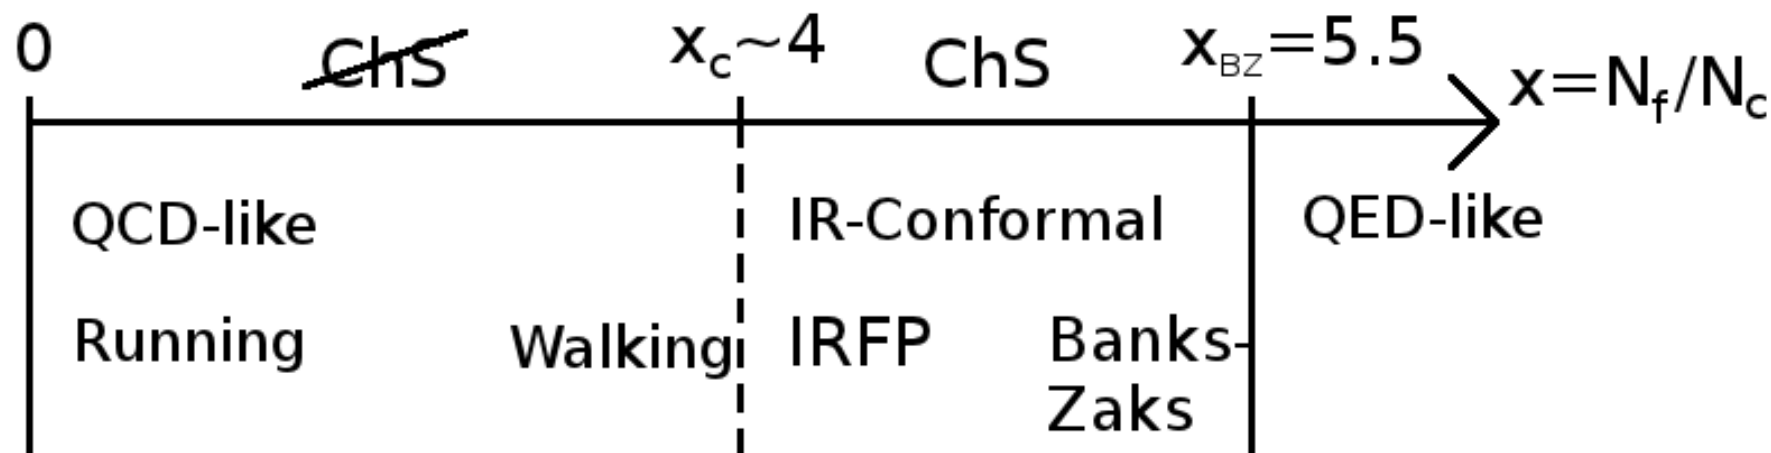 0 ChS x_c~4 ChS x_BZ=5.5 x=N_f/N_c
QCD-like IR-Conformal QED-like
Running Walking IRFP Banks-
Zaks